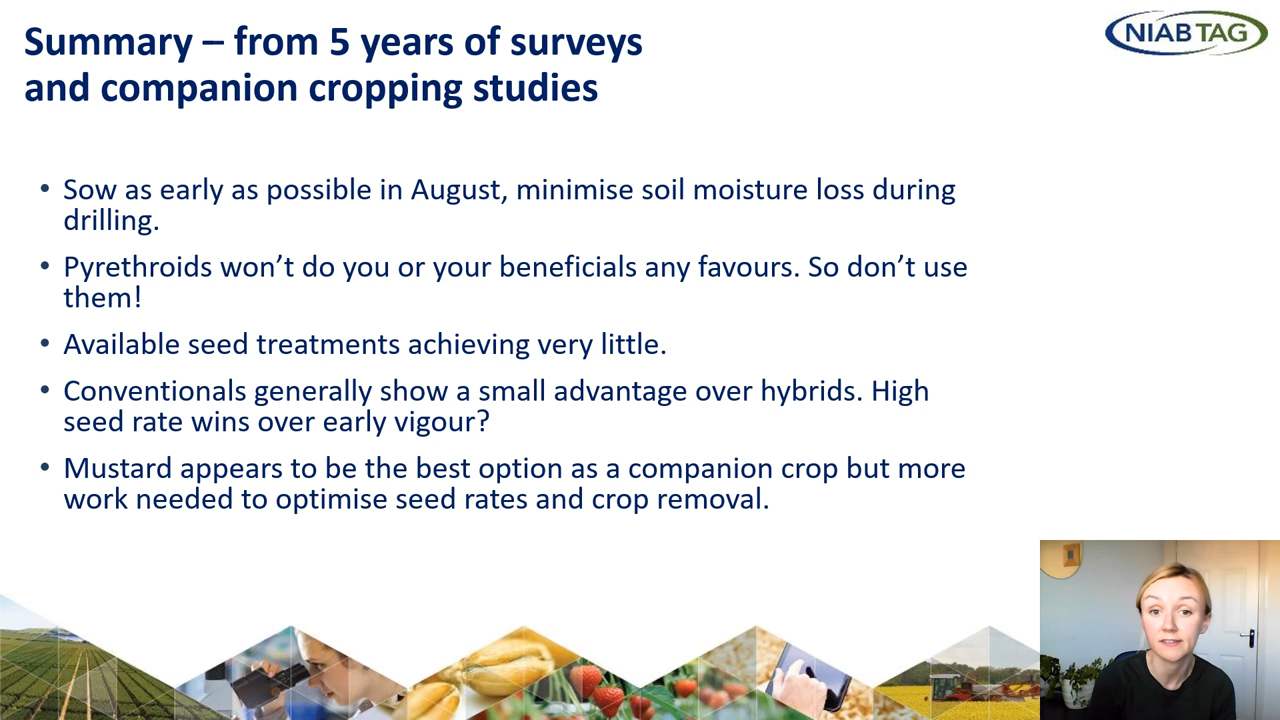 Summary – from 5 years of surveys
and companion cropping studies
NIAB TAG
• Sow as early as possible in August, minimise soil moisture loss during
drilling.
• Pyrethroids won’t do you or your beneficials any favours. So don’t use
them!
• Available seed treatments achieving very little.
• Conventionals generally show a small advantage over hybrids. High
seed rate wins over early vigour?
• Mustard appears to be the best option as a companion crop but more
work needed to optimise seed rates and crop removal.